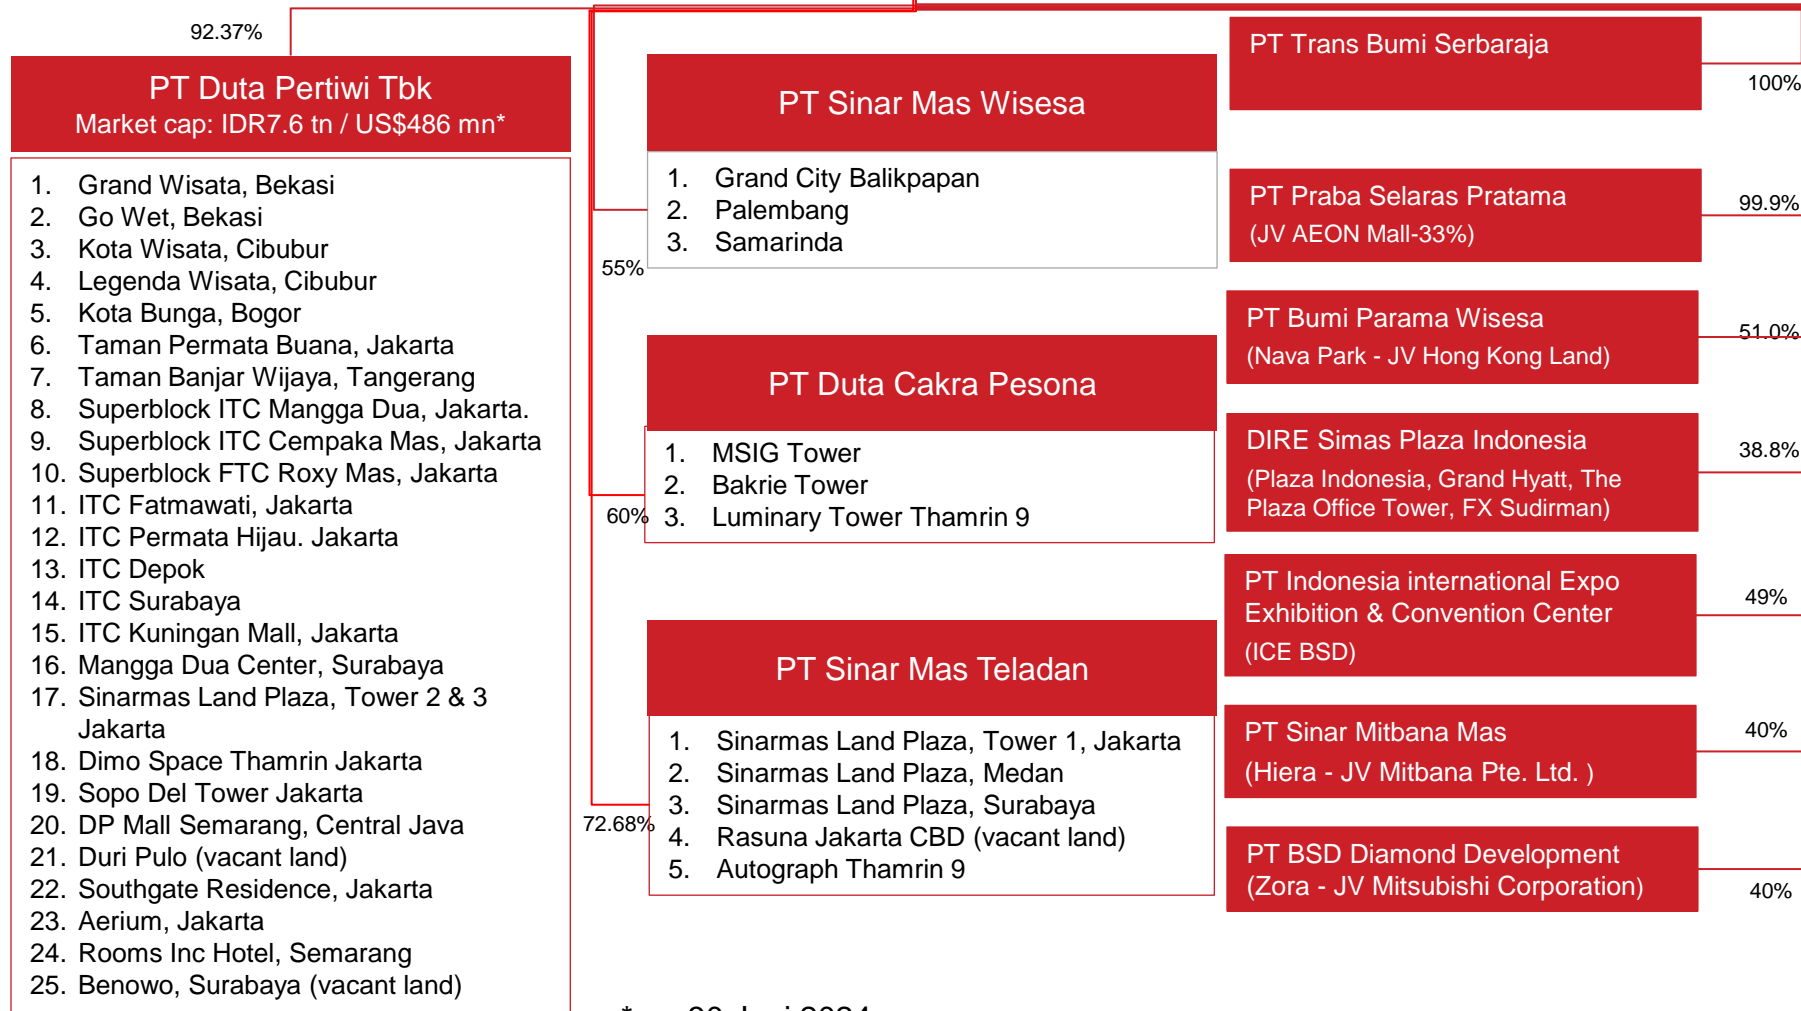 92.37%
PT Duta Pertiwi Tbk
Market cap: IDR7.6 tn / US$486 mn*
1. Grand Wisata, Bekasi
2. Go Wet, Bekasi
3. Kota Wisata, Cibubur
4. Legenda Wisata, Cibubur
5. Kota Bunga, Bogor
6. Taman Permata Buana, Jakarta
7. Taman Banjar Wijaya, Tangerang
8. Superblock ITC Mangga Dua, Jakarta.
9. Superblock ITC Cempaka Mas, Jakarta
10. Superblock FTC Roxy Mas, Jakarta
11. ITC Fatmawati, Jakarta
12. ITC Permata Hijau. Jakarta
13. ITC Depok
14. ITC Surabaya
15. ITC Kuningan Mall, Jakarta
16. Mangga Dua Center, Surabaya
17. Sinarmas Land Plaza, Tower 2 & 3
Jakarta
18. Dimo Space Thamrin Jakarta
19. Sopo Del Tower Jakarta
20. DP Mall Semarang, Central Java
21. Duri Pulo (vacant land)
22. Southgate Residence, Jakarta
23. Aerium, Jakarta
24. Rooms Inc Hotel, Semarang
25. Benowo, Surabaya (vacant land)
PT Sinar Mas Wisesa
1. Grand City Balikpapan
2. Palembang
3. Samarinda
55%
PT Duta Cakra Pesona
1. MSIG Tower
2. Bakrie Tower
3. Luminary Tower Thamrin 9
60%
PT Sinar Mas Teladan
1. Sinarmas Land Plaza, Tower 1, Jakarta
2. Sinarmas Land Plaza, Medan
3. Sinarmas Land Plaza, Surabaya
4. Rasuna Jakarta CBD (vacant land)
5. Autograph Thamrin 9
72.68%
PT Trans Bumi Serbaraja
100%
PT Praba Selaras Pratama
(JV AEON Mall-33%)
99.9%
PT Bumi Parama Wisesa
(Nava Park - JV Hong Kong Land)
51.0%
DIRE Simas Plaza Indonesia
(Plaza Indonesia, Grand Hyatt, The
Plaza Office Tower, FX Sudirman)
38.8%
PT Indonesia international Expo
Exhibition & Convention Center
(ICE BSD)
49%
PT Sinar Mitbana Mas
(Hiera - JV Mitbana Pte. Ltd. )
40%
PT BSD Diamond Development
(Zora - JV Mitsubishi Corporation)
40%